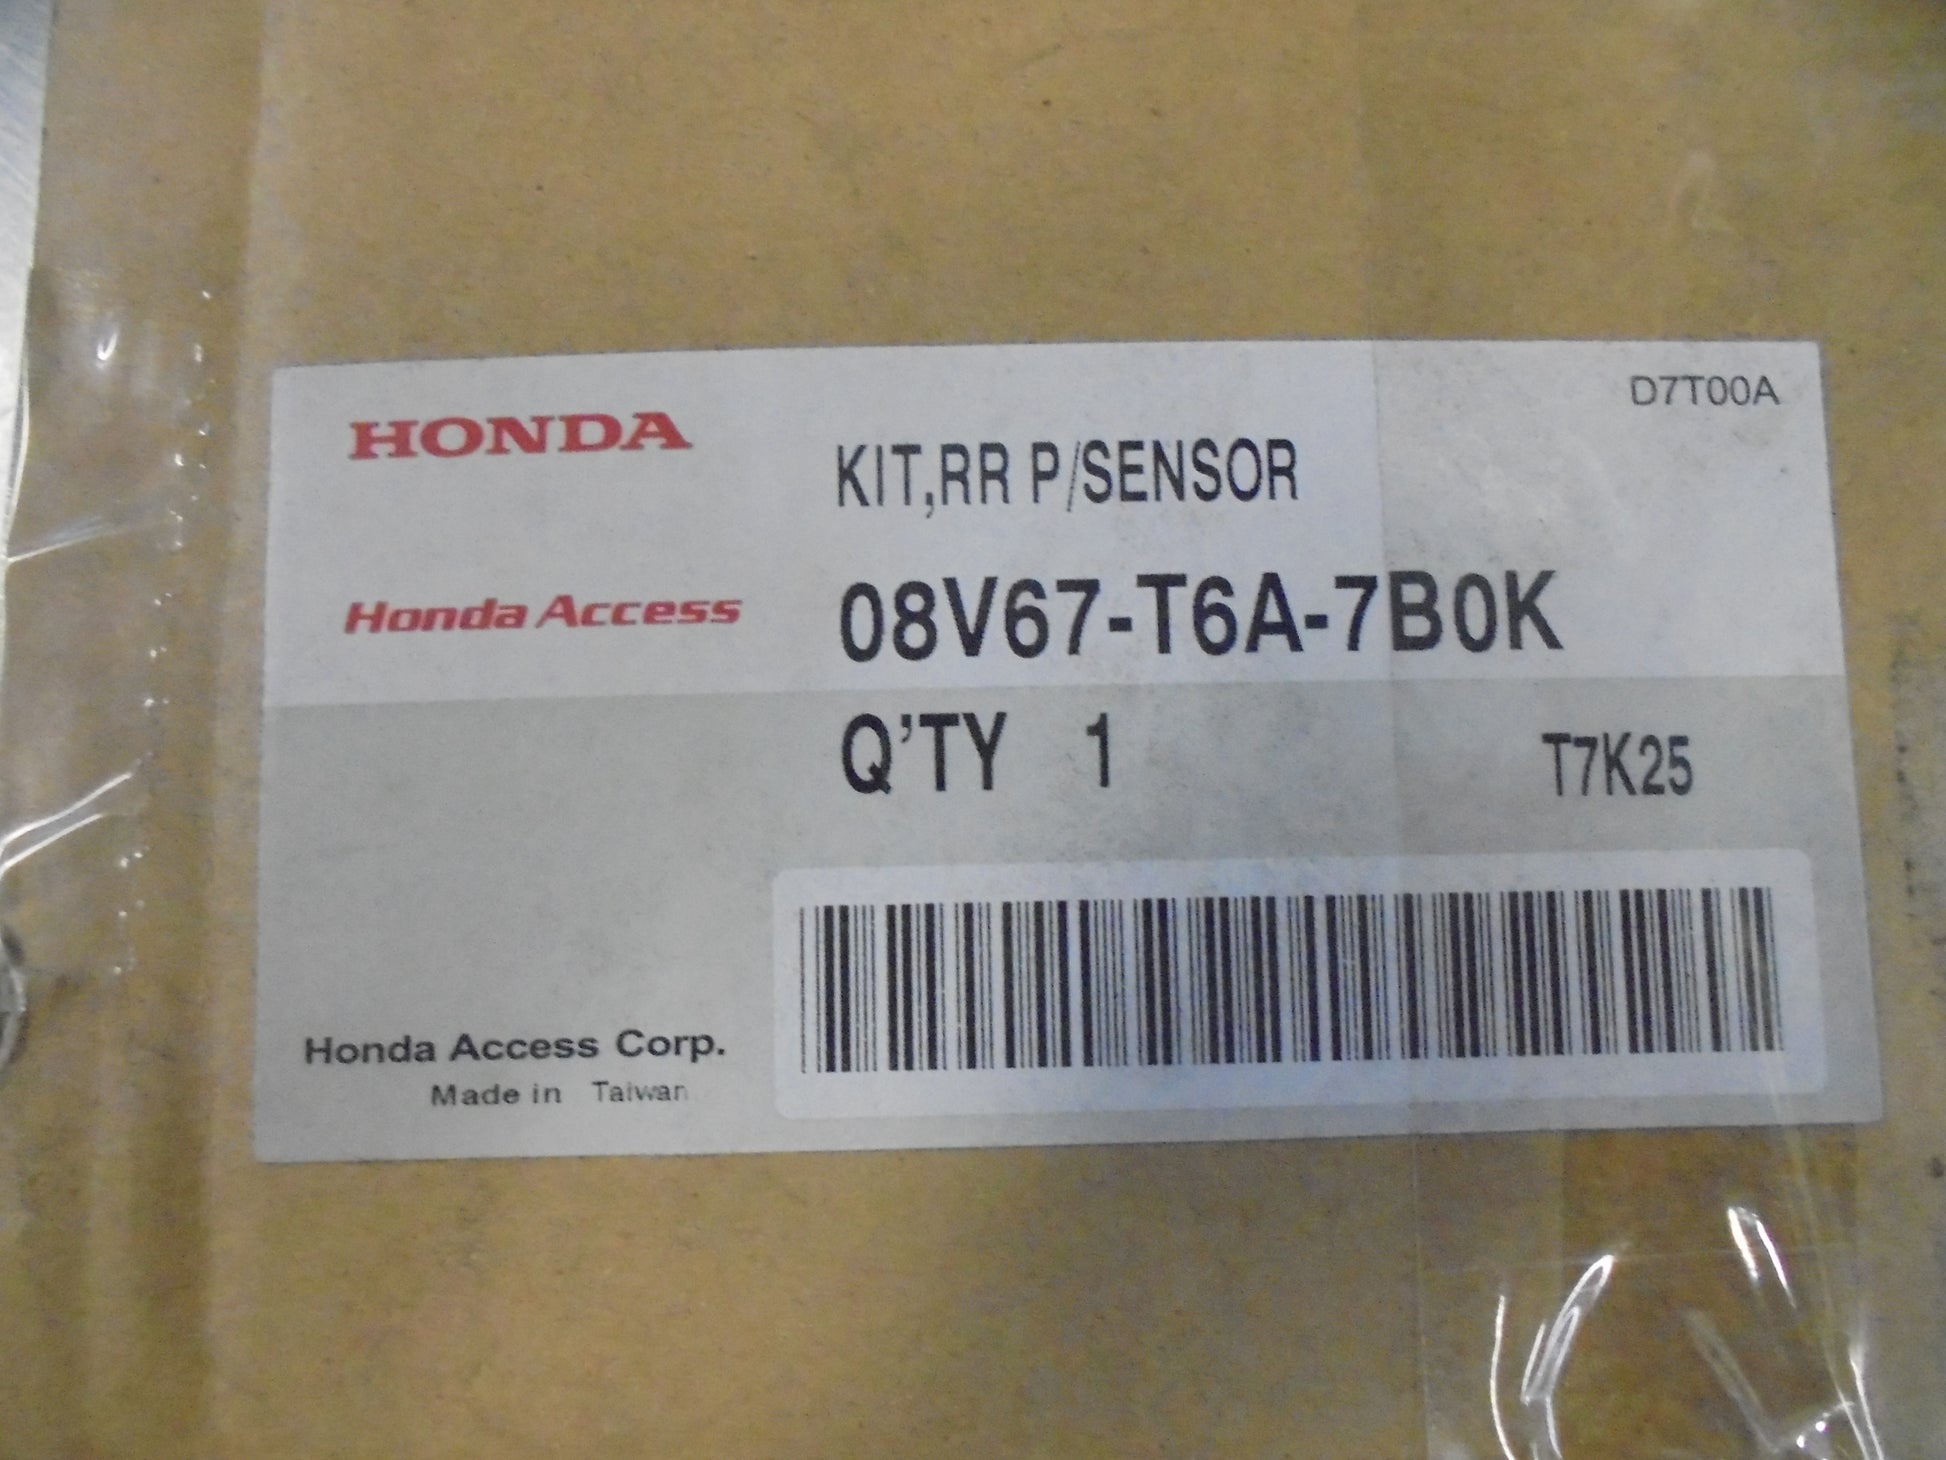 D7T00A
HONDA
KIT,RR P/SENSOR
Honda Access
08V67-T6A-7B0K
Q'TY 1
T7K25
Honda Access Corp.
Made in Taiwan